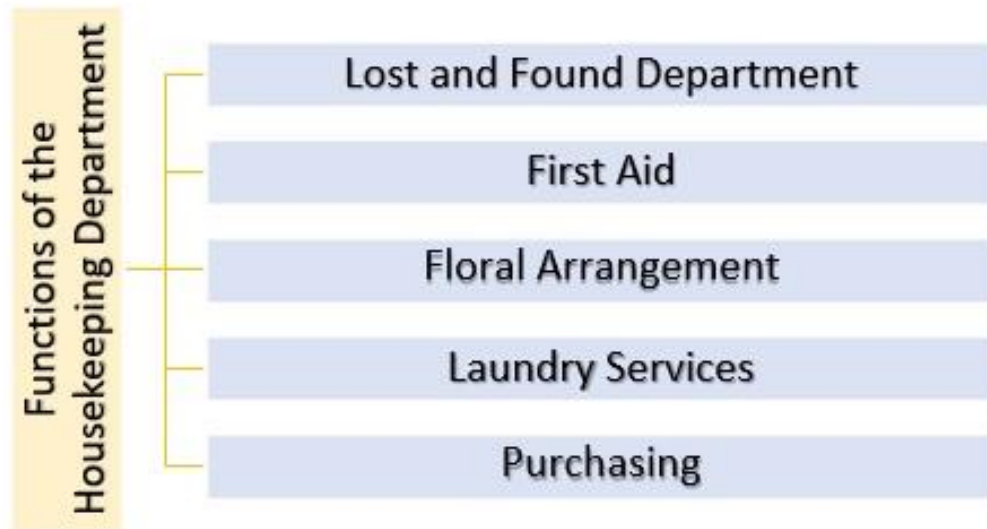 Functions of the
Housekeeping Department
Lost and Found Department
First Aid
Floral Arrangement
Laundry Services
Purchasing